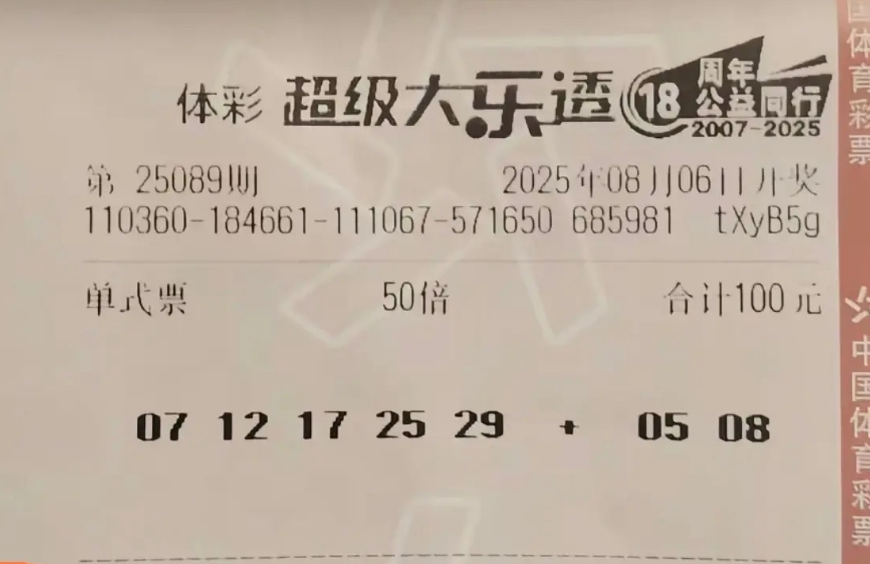 体彩 超级大乐透 18 周年
公益同行
2007-2025
第 25089期 2025年08月06日开奖
110360-184661-111067-571650 685981 tXyB5g
单式票 50倍 合计100元
07 12 17 25 29 + 05 08
国体育彩票
中国体育彩票